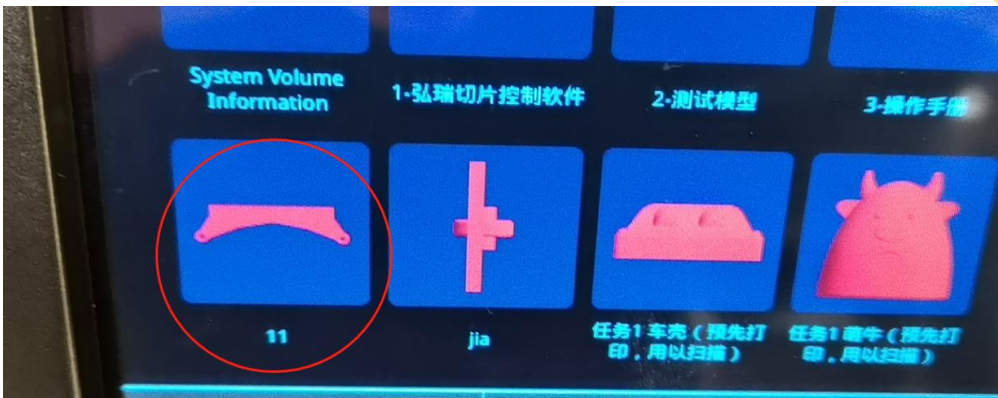 System Volume
Information
1-弘瑞切片控制软件
2-测试模型
3-操作手册
11
jia
任务1 车壳（预先打
印，用以扫描）
任务1 萌牛（预先打
印，用以扫描）